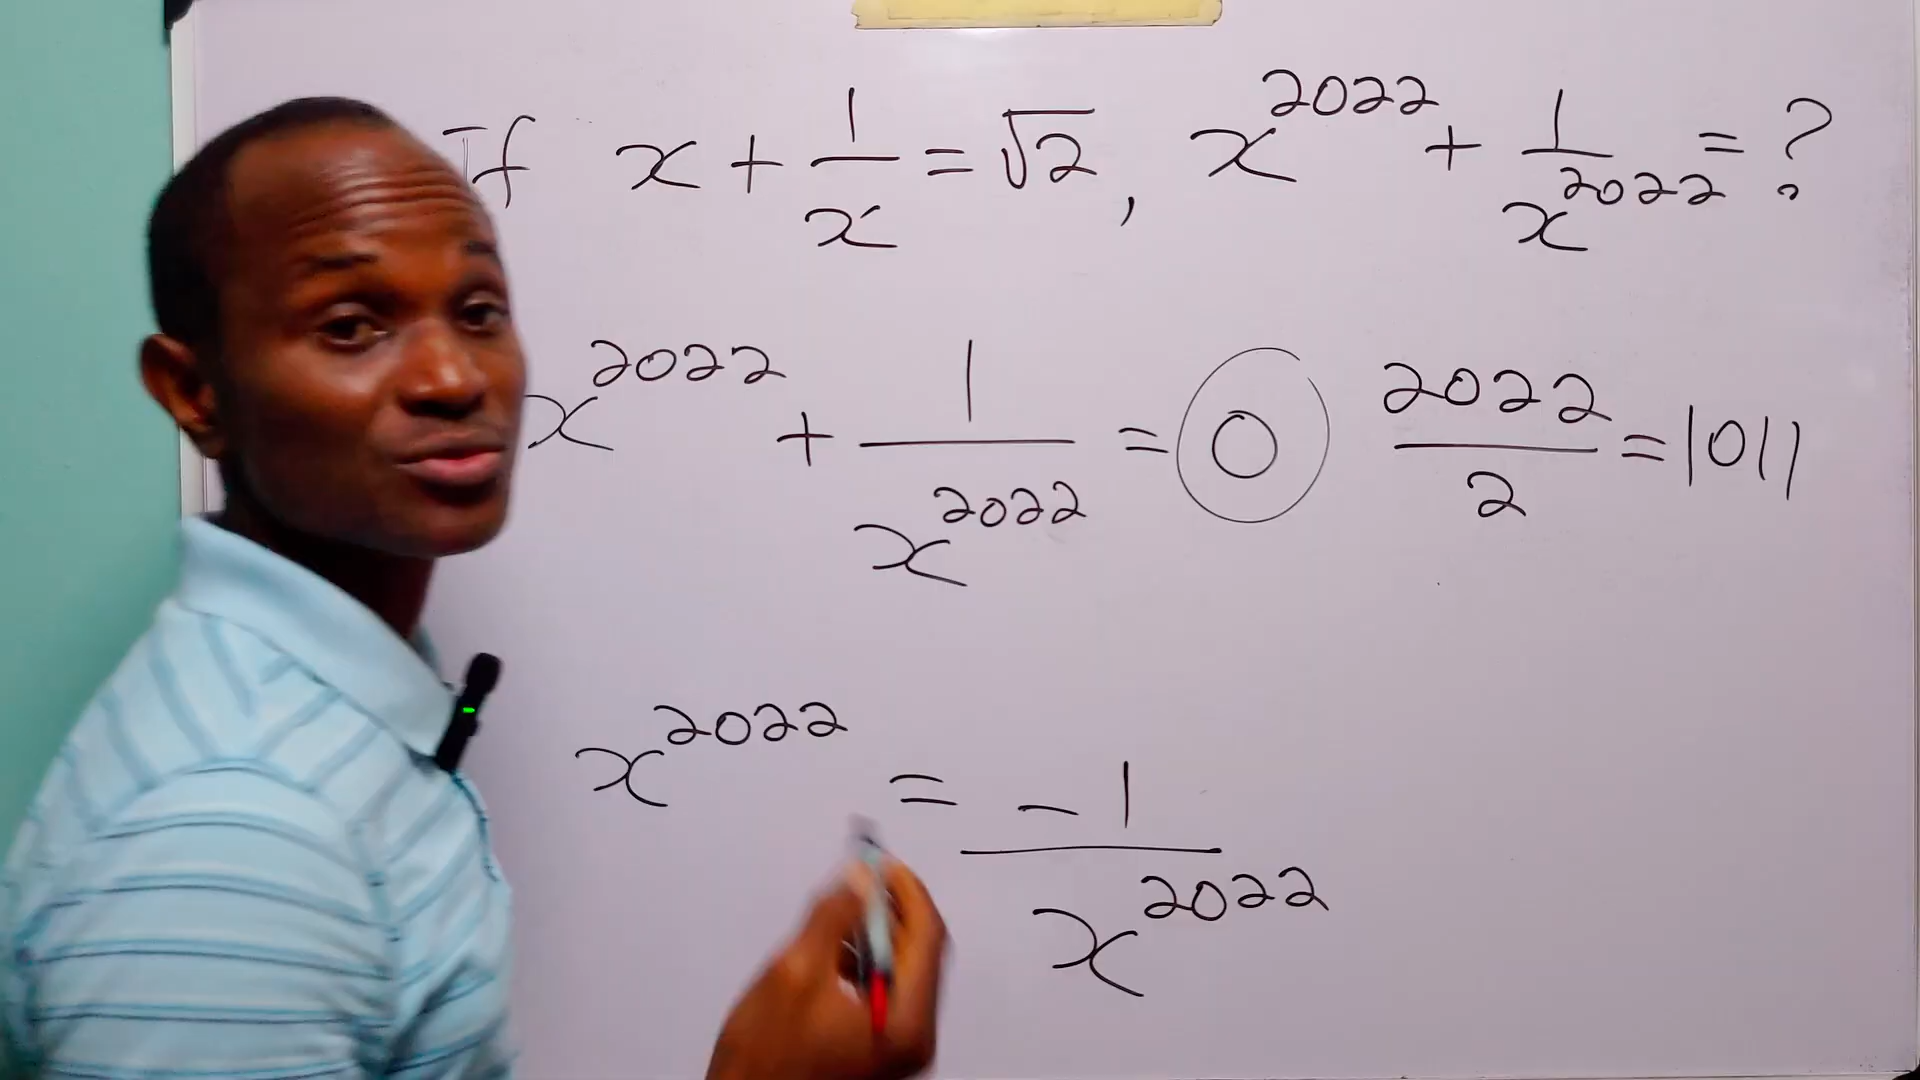 If x + 1/x = √2, x^2022 + 1/x^2022 = ?
x^2022 + 1/x^2022 = 0 2022/2 = 1011
x^2022 = -1/x^2022